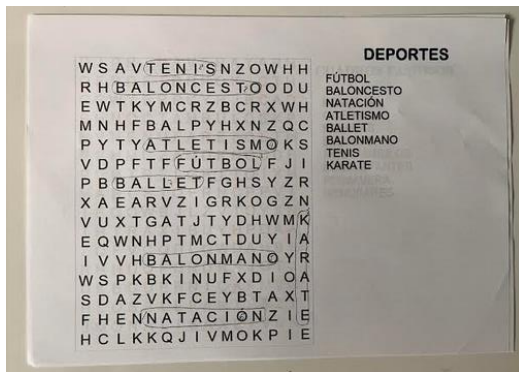 DEPORTES
W S A V T E N I S N Z O W H H
R H B A L O N C E S T O O D U
E W T K Y M C R Z B C R X W H
M N H F B A L P Y H X N Z Q C
P Y T Y A T L E T I S M O K S
V D P F T F F Ú T B O L F J I
P B B A L L E T F G H S Y Z R
X A E A R V Z I G R K O G Z N
V U X T G A T J T Y D H W M K
E Q W N H P T M C T D U Y I A
I V V H B A L O N M A N O Y R
W S P K B K I N U F X D I O A
S D A Z V K F C E Y B T A X T
F H E N N A T A C I Ó N Z I E
H C L K K Q J I V M O K P I E
FÚTBOL
BALONCESTO
NATACIÓN
ATLETISMO
BALLET
BALONMANO
TENIS
KARATE